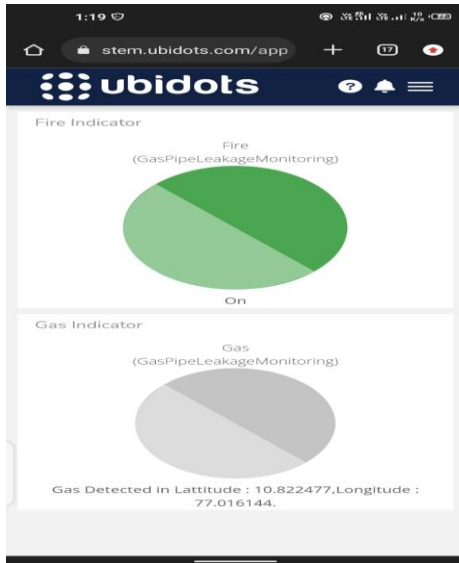 1:19
stem.ubidots.com/app
17
ubidots
Fire Indicator
Fire
(GasPipeLeakageMonitoring)
On
Gas Indicator
Gas
(GasPipeLeakageMonitoring)
Gas Detected in Lattitude : 10.822477,Longitude :
77.016144.